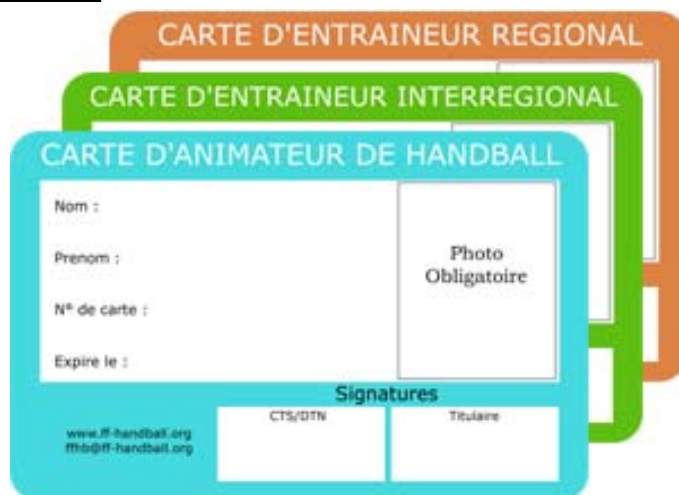 CARTE D'ENTRAINEUR REGIONAL
CARTE D'ENTRAINEUR INTERREGIONAL
CARTE D'ANIMATEUR DE HANDBALL
Nom :
Prenom :
N° de carte :
Expire le :
Photo
Obligatoire
Signatures
CTS/DTN
Titulaire
www.ff-handball.org
ffhb@ff-handball.org